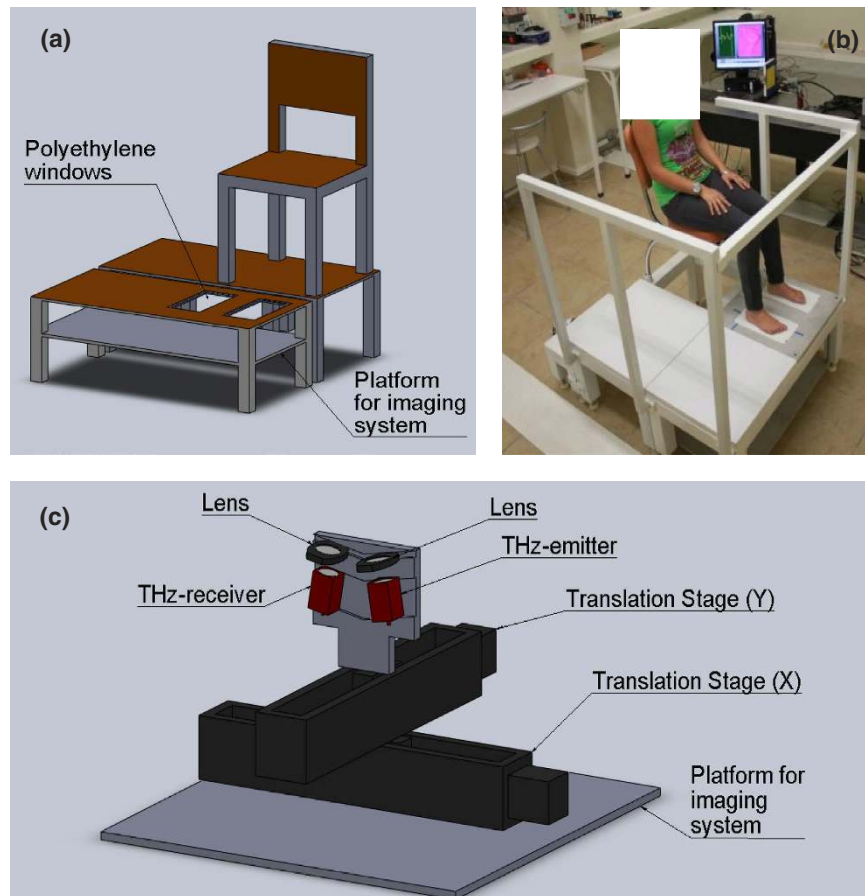 (a)
Polyethylene
windows
Platform
for imaging
system
(b)
(c)
Lens
Lens
THz-emitter
THz-receiver
Translation Stage (Y)
Translation Stage (X)
Platform for
imaging
system